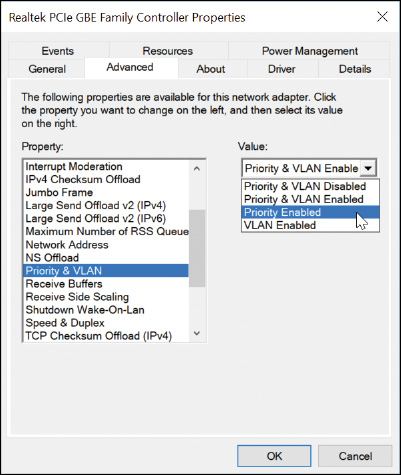 Realtek PCIe GBE Family Controller Properties
Events
Resources
Power Management
General
Advanced
About
Driver
Details
The following properties are available for this network adapter. Click
the property you want to change on the left, and then select its value
on the right.
Property:
Value:
Interrupt Moderation
IPv4 Checksum Offload
Jumbo Frame
Large Send Offload v2 (IPv4)
Large Send Offload v2 (IPv6)
Maximum Number of RSS Queue
Network Address
NS Offload
Priority & VLAN
Receive Buffers
Receive Side Scaling
Shutdown Wake-On-Lan
Speed & Duplex
TCP Checksum Offload (IPv4)
Priority & VLAN Enable
Priority & VLAN Disabled
Priority & VLAN Enabled
Priority Enabled
VLAN Enabled
OK
Cancel